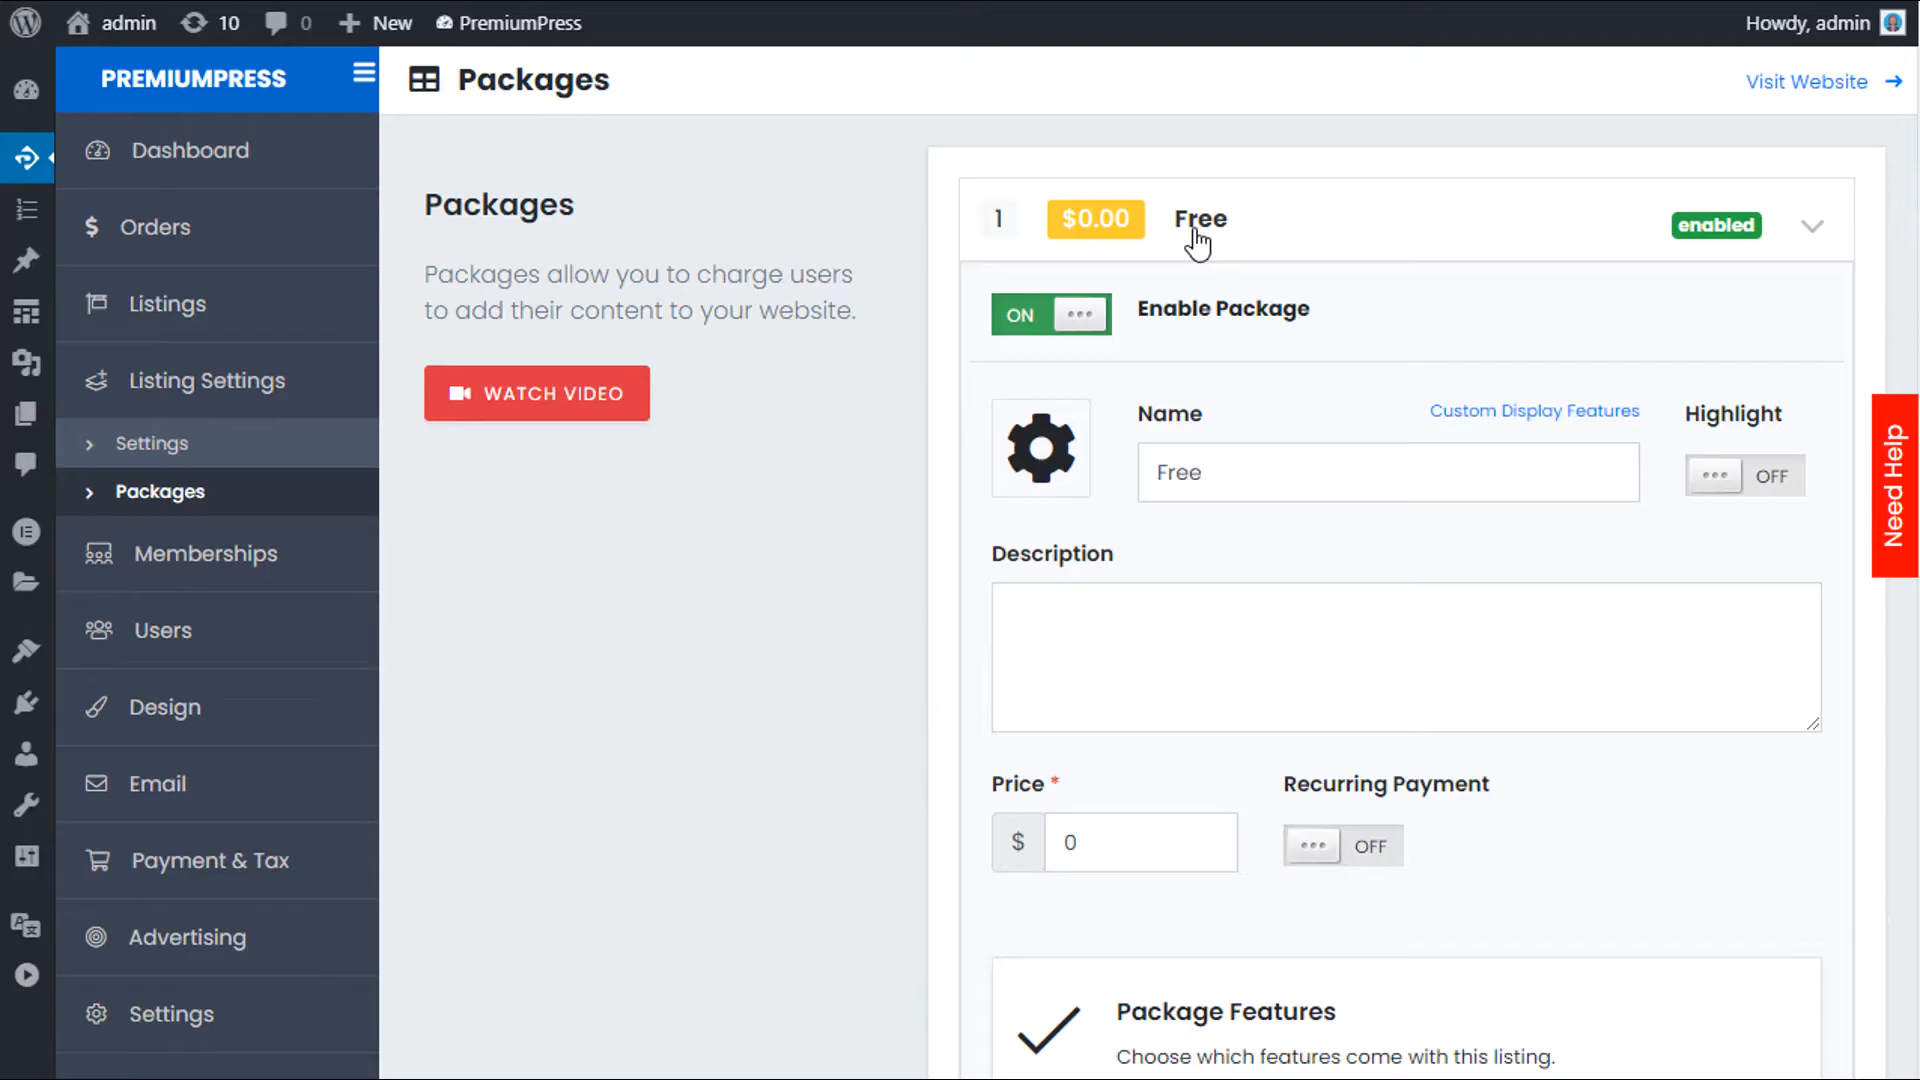 admin 10 0 New PremiumPress Howdy, admin
PREMIUMPRESS
Packages
Visit Website
Dashboard
Orders
Listings
Listing Settings
Settings
Packages
Memberships
Users
Design
Email
Payment & Tax
Advertising
Settings
Packages
Packages allow you to charge users
to add their content to your website.
WATCH VIDEO
1 $0.00 Free enabled
ON Enable Package
Name Custom Display Features Highlight
Free OFF
Description
Price * Recurring Payment
$ 0 OFF
Package Features
Choose which features come with this listing.
Need Help